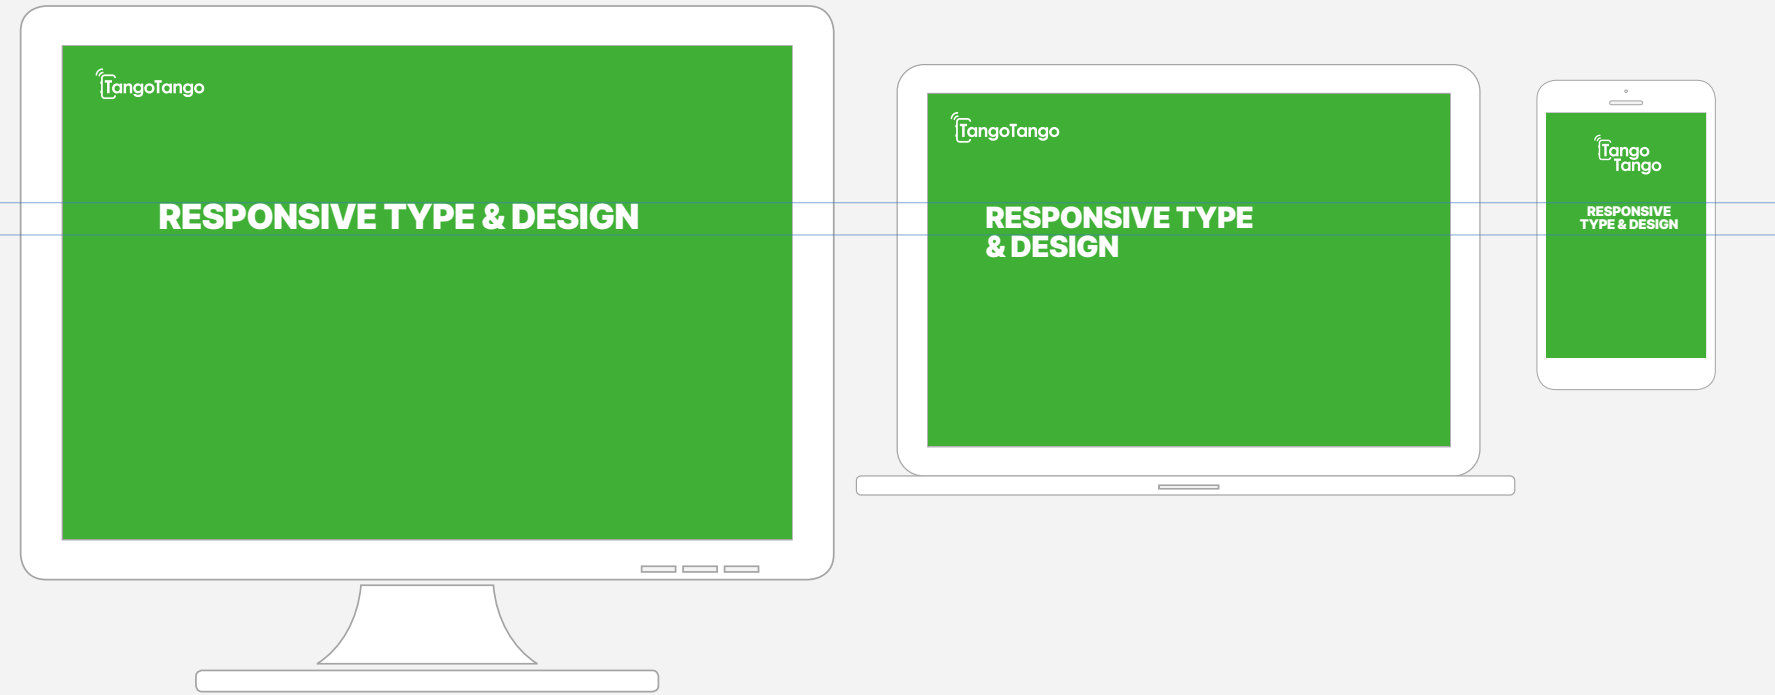 TangoTango
RESPONSIVE TYPE & DESIGN
TangoTango
RESPONSIVE TYPE
& DESIGN
Tango
Tango
RESPONSIVE
TYPE & DESIGN